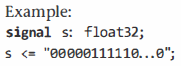 Example:
signal s: float32;
s <= "00000111110...0";